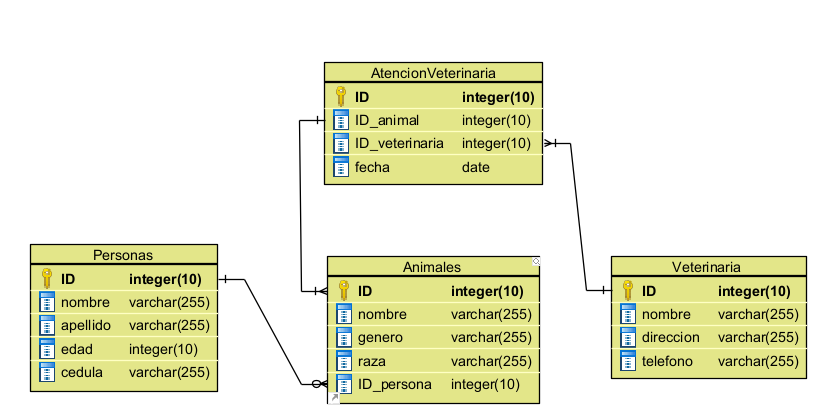 AtencionVeterinaria
ID integer(10)
ID_animal integer(10)
ID_veterinaria integer(10)
fecha date
Personas
ID integer(10)
nombre varchar(255)
apellido varchar(255)
edad integer(10)
cedula varchar(255)
Animales
ID integer(10)
nombre varchar(255)
genero varchar(255)
raza varchar(255)
ID_persona integer(10)
Veterinaria
ID integer(10)
nombre varchar(255)
direccion varchar(255)
telefono varchar(255)